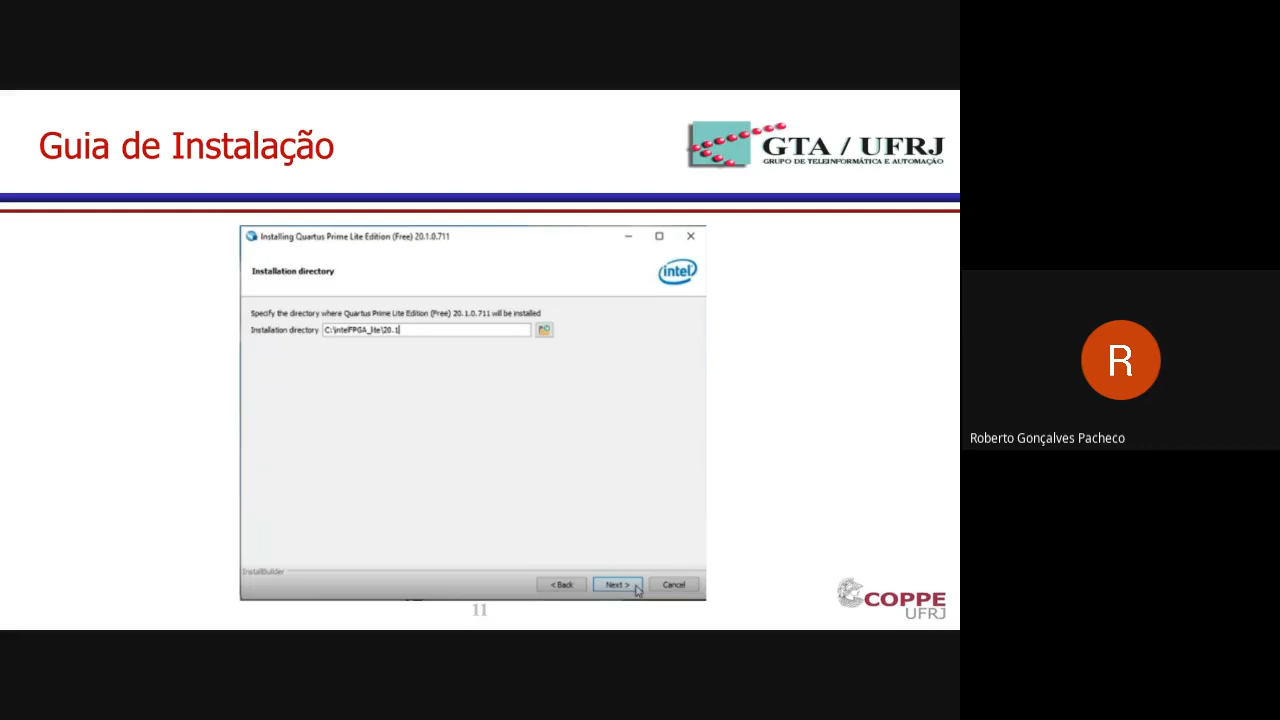 Guia de Instalação
GTA / UFRJ
GRUPO DE TELEINFORMÁTICA E AUTOMAÇÃO
Installing Quartus Prime Lite Edition (Free) 20.1.0.711
Installation directory
intel
Specify the directory where Quartus Prime Lite Edition (Free) 20.1.0.711 will be installed
Installation directory C:\intelFPGA_lite\20.1
InstallBuilder
< Back Next > Cancel
11
COPPE
UFRJ
R
Roberto Gonçalves Pacheco